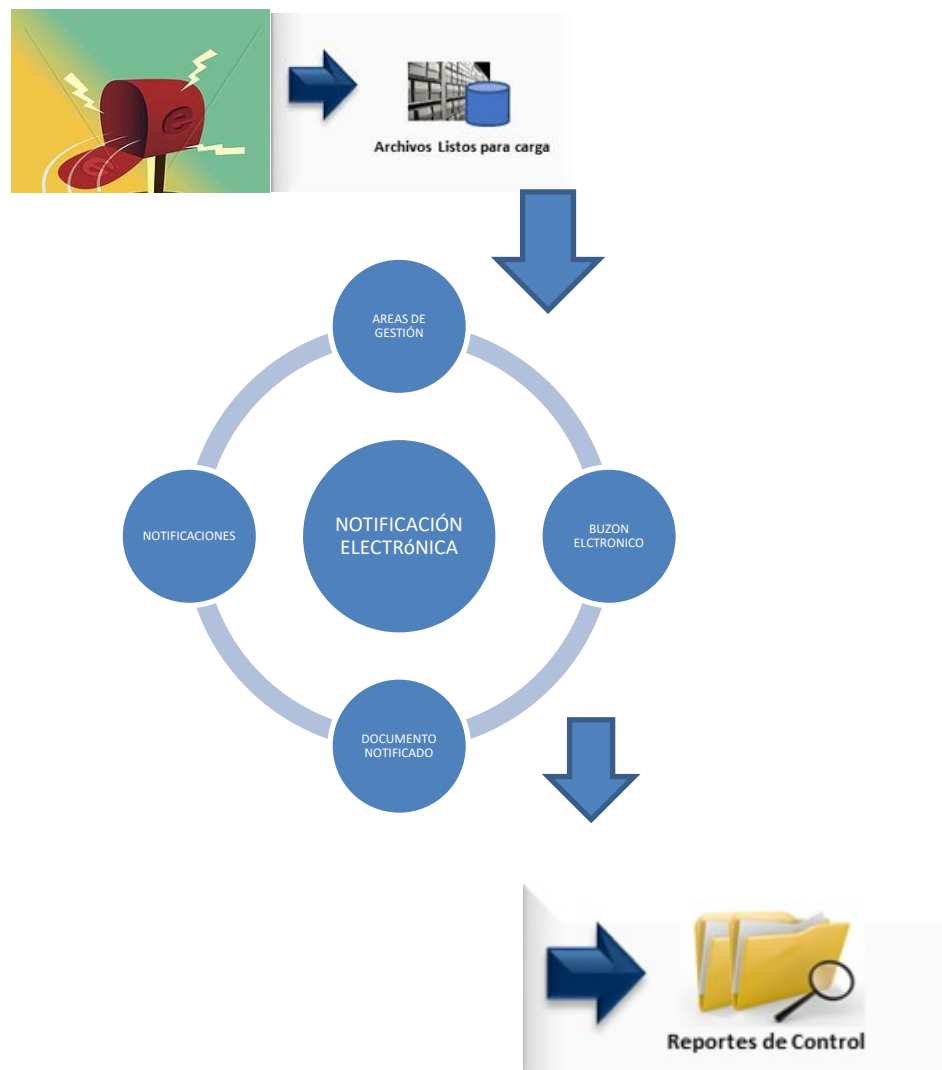 e
e
Archivos Listos para carga
AREAS DE
GESTIÓN
NOTIFICACIONES
NOTIFICACIÓN
ELECTRóNICA
BUZON
ELCTRONICO
DOCUMENTO
NOTIFICADO
Reportes de Control